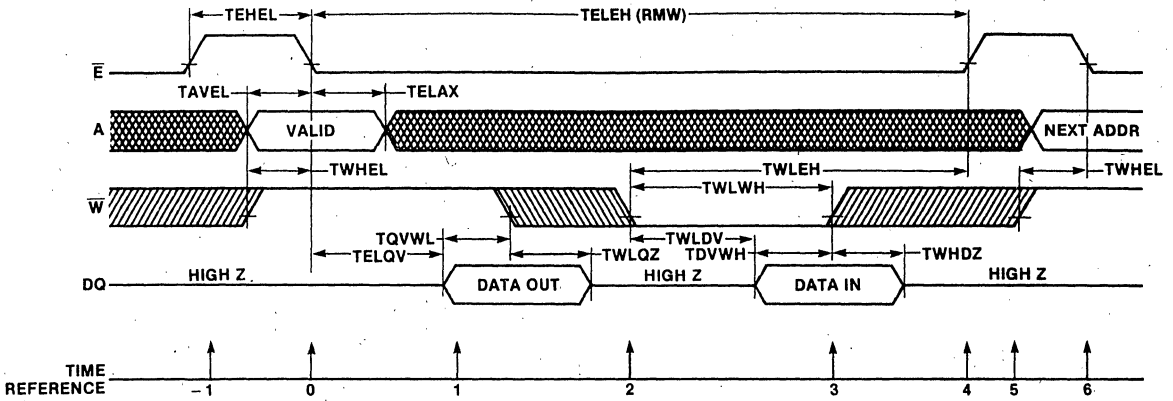 TEHEL
TELEH (RMW)
E
TAVEL
TELAX
A
VALID
NEXT ADDR
TWHEL
TWLEH
TWHEL
TWLWH
W
TQVWL
TELQV
TWLQZ
TWLDV
TDVWH
TWHDZ
DQ
HIGH Z
DATA OUT
HIGH Z
DATA IN
HIGH Z
TIME
REFERENCE
-1 0 1 2 3 4 5 6